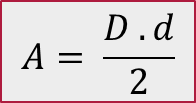 A = D . d / 2